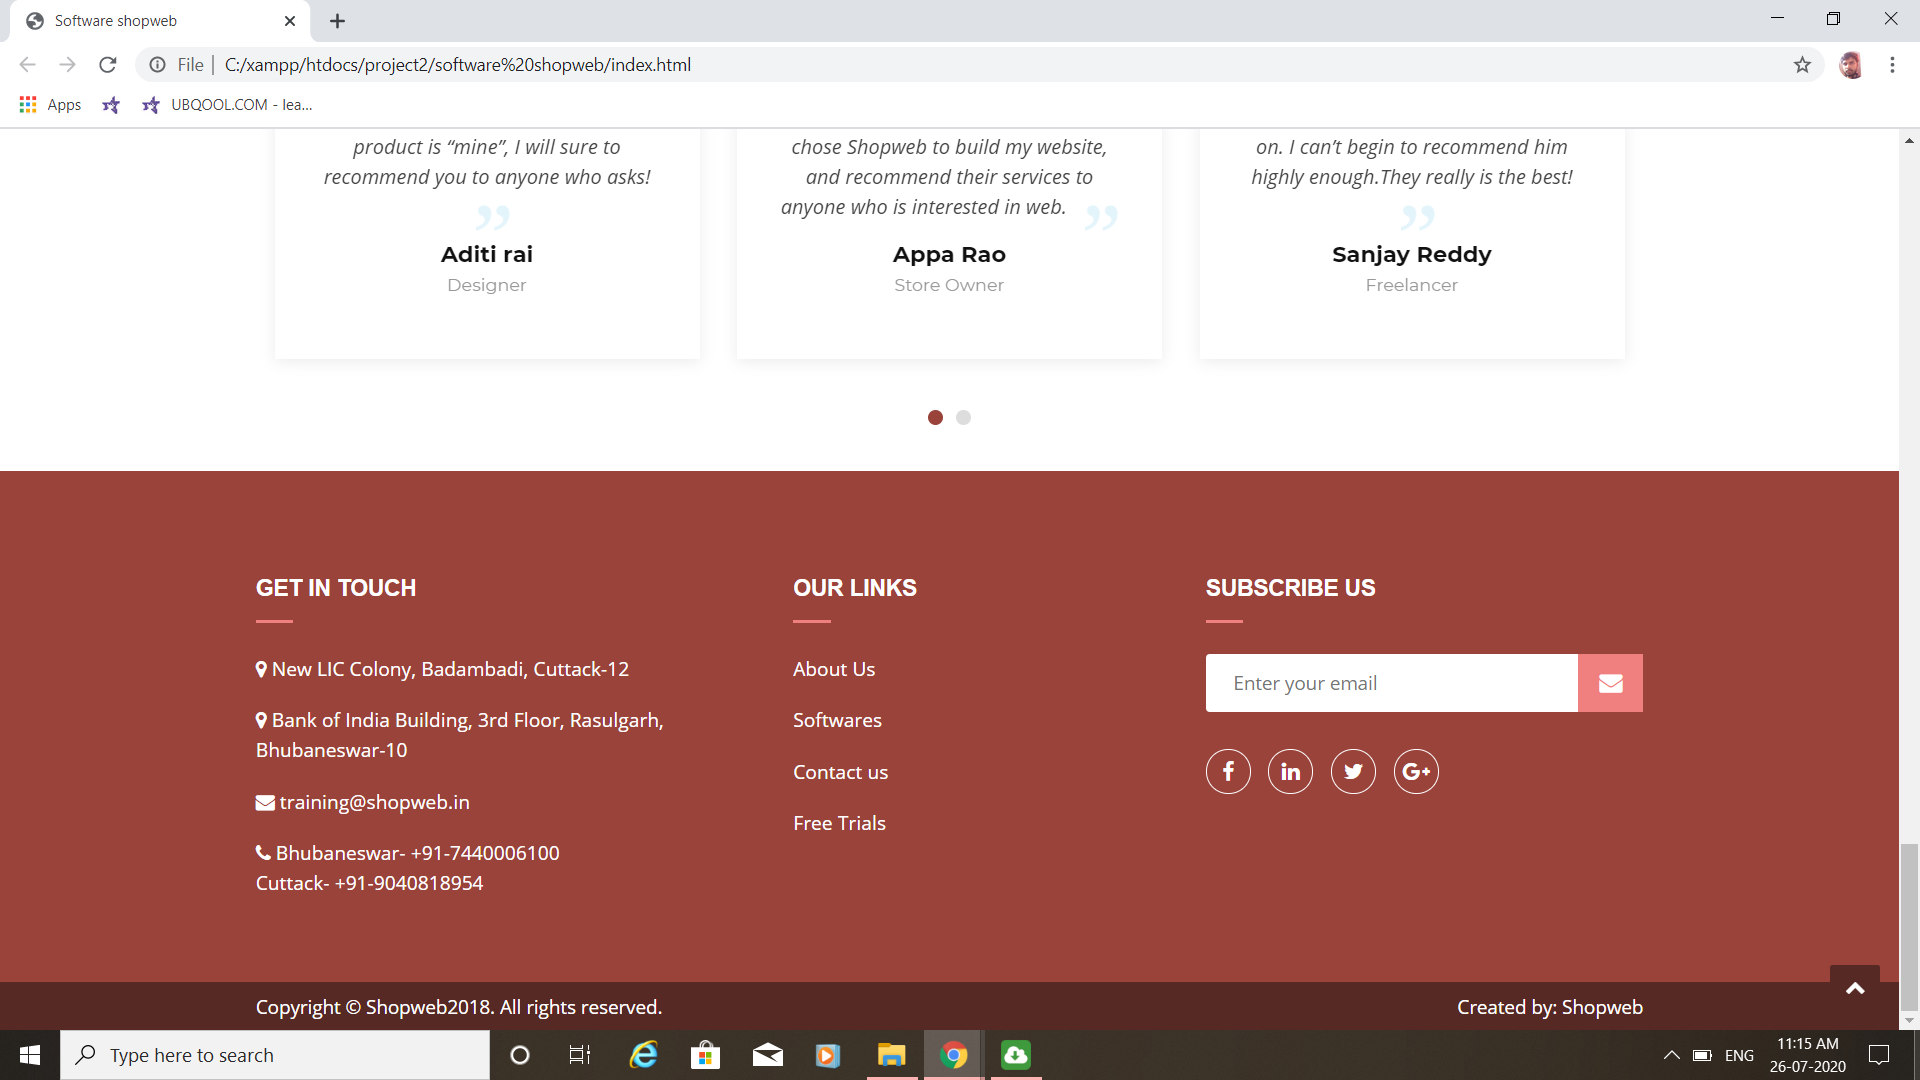 Software shopweb
File
C:/xampp/htdocs/project2/software%20shopweb/index.html
Apps
UBQOOL.COM - lea...
product is “mine”, I will sure to
recommend you to anyone who asks!
”
Aditi rai
Designer
chose Shopweb to build my website,
and recommend their services to
anyone who is interested in web. ”
Appa Rao
Store Owner
on. I can’t begin to recommend him
highly enough.They really is the best!
”
Sanjay Reddy
Freelancer
GET IN TOUCH
New LIC Colony, Badambadi, Cuttack-12
Bank of India Building, 3rd Floor, Rasulgarh,
Bhubaneswar-10
training@shopweb.in
Bhubaneswar- +91-7440006100
Cuttack- +91-9040818954
OUR LINKS
About Us
Softwares
Contact us
Free Trials
SUBSCRIBE US
Enter your email
Copyright © Shopweb2018. All rights reserved.
Created by: Shopweb
Type here to search
ENG
11:15 AM
26-07-2020